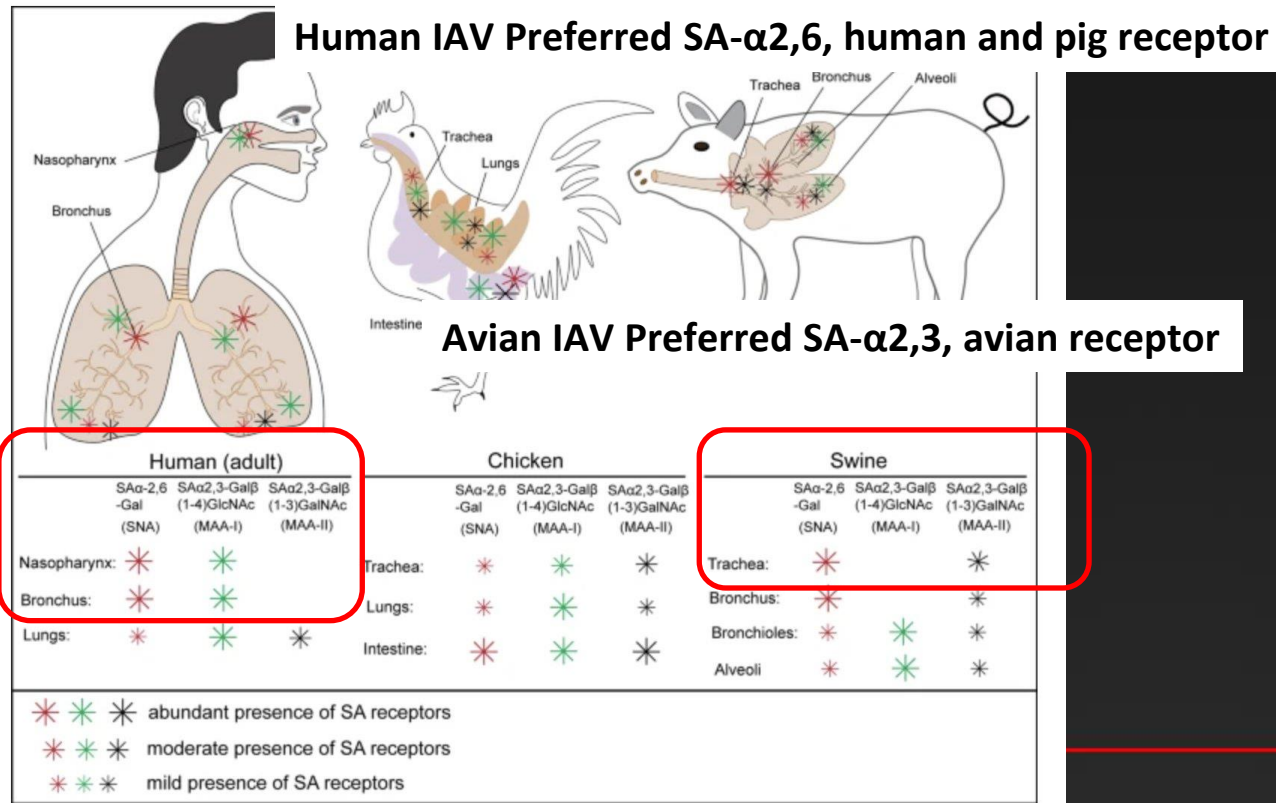 Human IAV Preferred SA-α2,6, human and pig receptor
Nasopharynx
Bronchus
Trachea
Lungs
Intestine
Trachea
Bronchus
Alveoli
Avian IAV Preferred SA-α2,3, avian receptor
Human (adult)
SAα-2,6 SAα2,3-Galβ SAα2,3-Galβ
-Gal (1-4)GlcNAc (1-3)GalNAc
(SNA) (MAA-I) (MAA-II)
Nasopharynx:
Bronchus:
Lungs:
Chicken
SAα-2,6 SAα2,3-Galβ SAα2,3-Galβ
-Gal (1-4)GlcNAc (1-3)GalNAc
(SNA) (MAA-I) (MAA-II)
Trachea:
Lungs:
Intestine:
Swine
SAα-2,6 SAα2,3-Galβ SAα2,3-Galβ
-Gal (1-4)GlcNAc (1-3)GalNAc
(SNA) (MAA-I) (MAA-II)
Trachea:
Bronchus:
Bronchioles:
Alveoli
abundant presence of SA receptors
moderate presence of SA receptors
mild presence of SA receptors